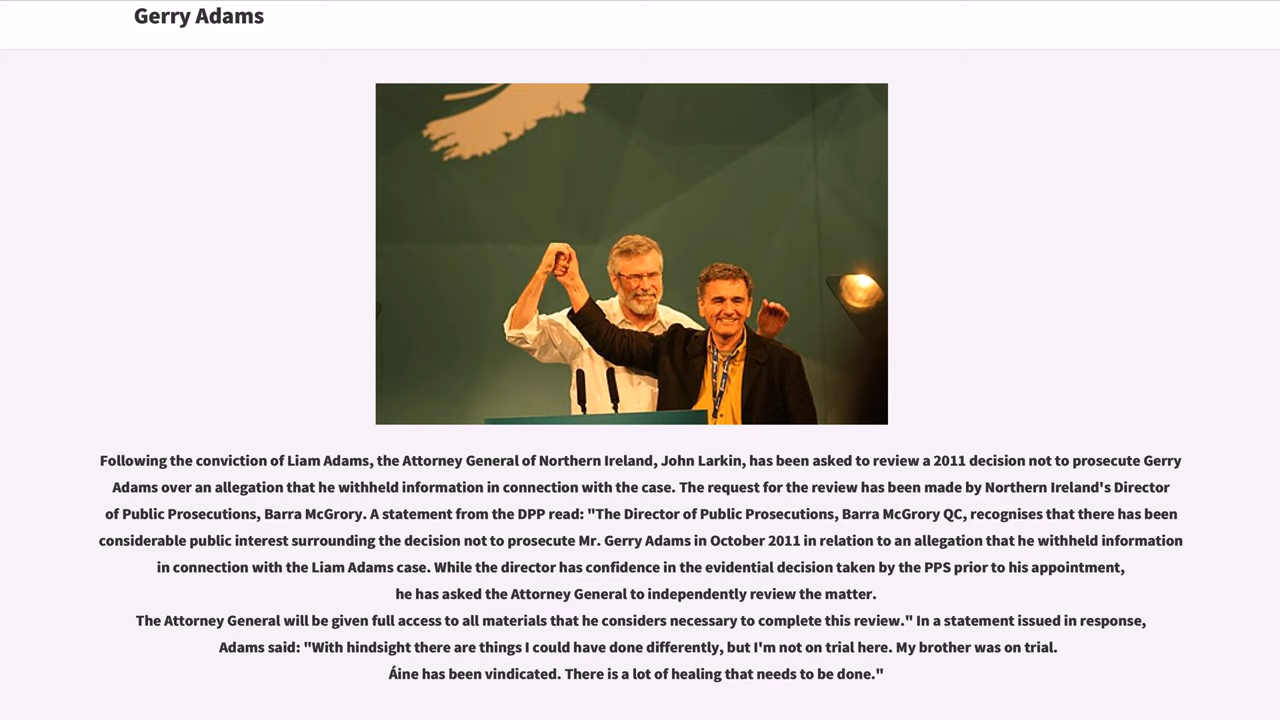 Gerry Adams
Following the conviction of Liam Adams, the Attorney General of Northern Ireland, John Larkin, has been asked to review a 2011 decision not to prosecute Gerry
Adams over an allegation that he withheld information in connection with the case. The request for the review has been made by Northern Ireland's Director
of Public Prosecutions, Barra McGrory. A statement from the DPP read: "The Director of Public Prosecutions, Barra McGrory QC, recognises that there has been
considerable public interest surrounding the decision not to prosecute Mr. Gerry Adams in October 2011 in relation to an allegation that he withheld information
in connection with the Liam Adams case. While the director has confidence in the evidential decision taken by the PPS prior to his appointment,
he has asked the Attorney General to independently review the matter.
The Attorney General will be given full access to all materials that he considers necessary to complete this review." In a statement issued in response,
Adams said: "With hindsight there are things I could have done differently, but I'm not on trial here. My brother was on trial.
Áine has been vindicated. There is a lot of healing that needs to be done."